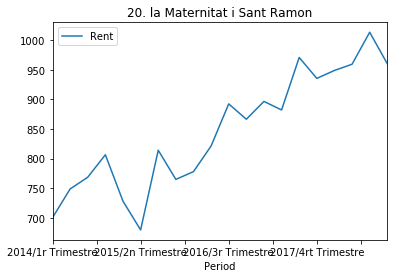 20. la Maternitat i Sant Ramon
Rent
1000
950
900
850
800
750
700
2014/1r Trimestre 2015/2n Trimestre 2016/3r Trimestre 2017/4rt Trimestre
Period